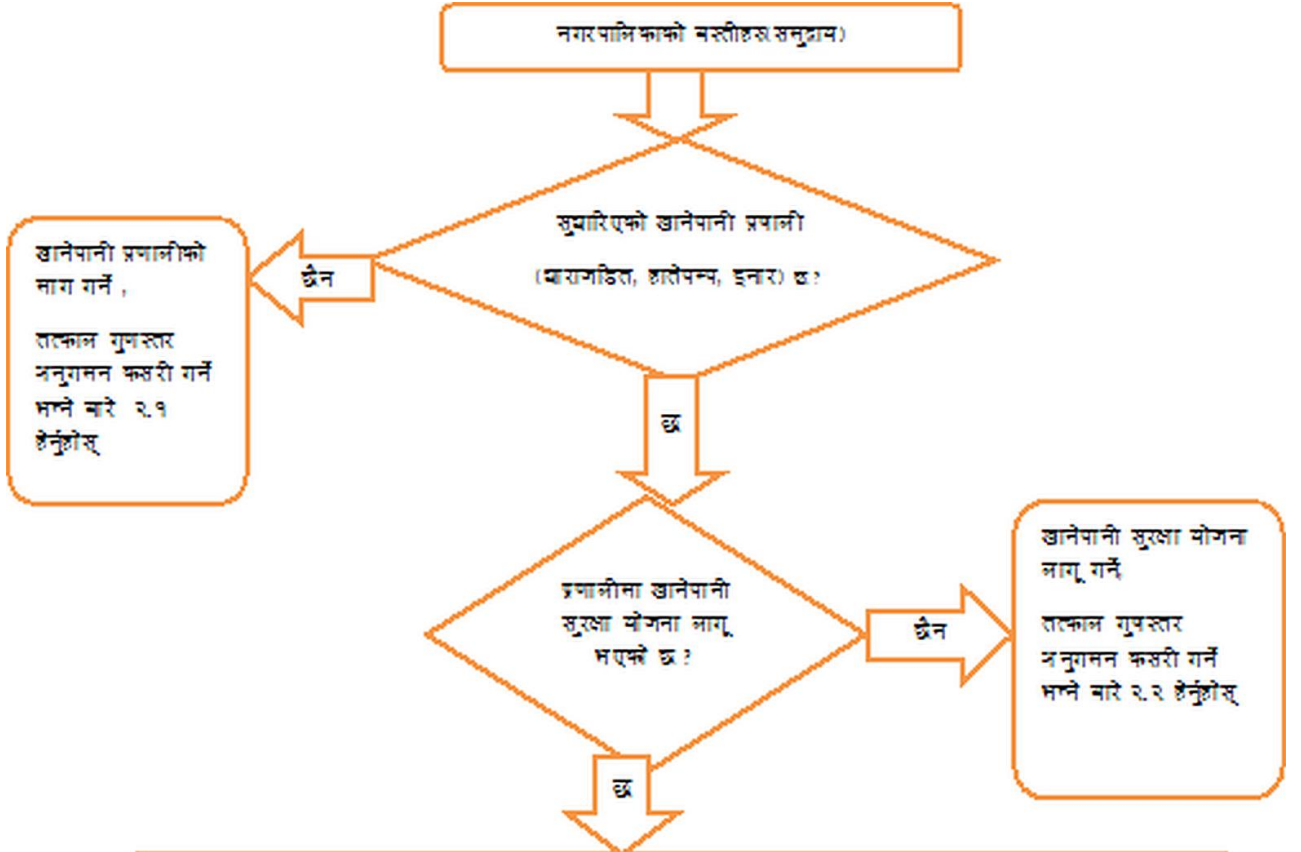 नगरपालिकाको बस्तीहरु(समुदाय)
सुधारिएको खानेपानी प्रणाली
(धाराजडित, हातेपम्प, इनार) छ?
छैन
खानेपानी प्रणालीको
माग गर्ने ,
तत्काल गुणस्तर
अनुगमन कसरी गर्ने
भन्ने बारे २.१
हेर्नुहोस्
छ
प्रणालीमा खानेपानी
सुरक्षा योजना लागू
भएको छ ?
छैन
खानेपानी सुरक्षा योजना
लागू गर्ने,
तत्काल गुणस्तर
अनुगमन कसरी गर्ने
भन्ने बारे २.२ हेर्नुहोस्
छ